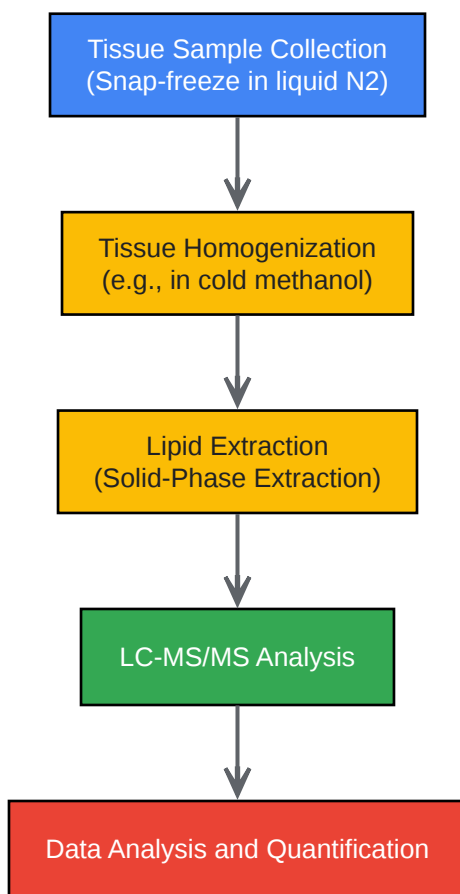 Tissue Sample Collection
(Snap-freeze in liquid N2)
Tissue Homogenization
(e.g., in cold methanol)
Lipid Extraction
(Solid-Phase Extraction)
LC-MS/MS Analysis
Data Analysis and Quantification